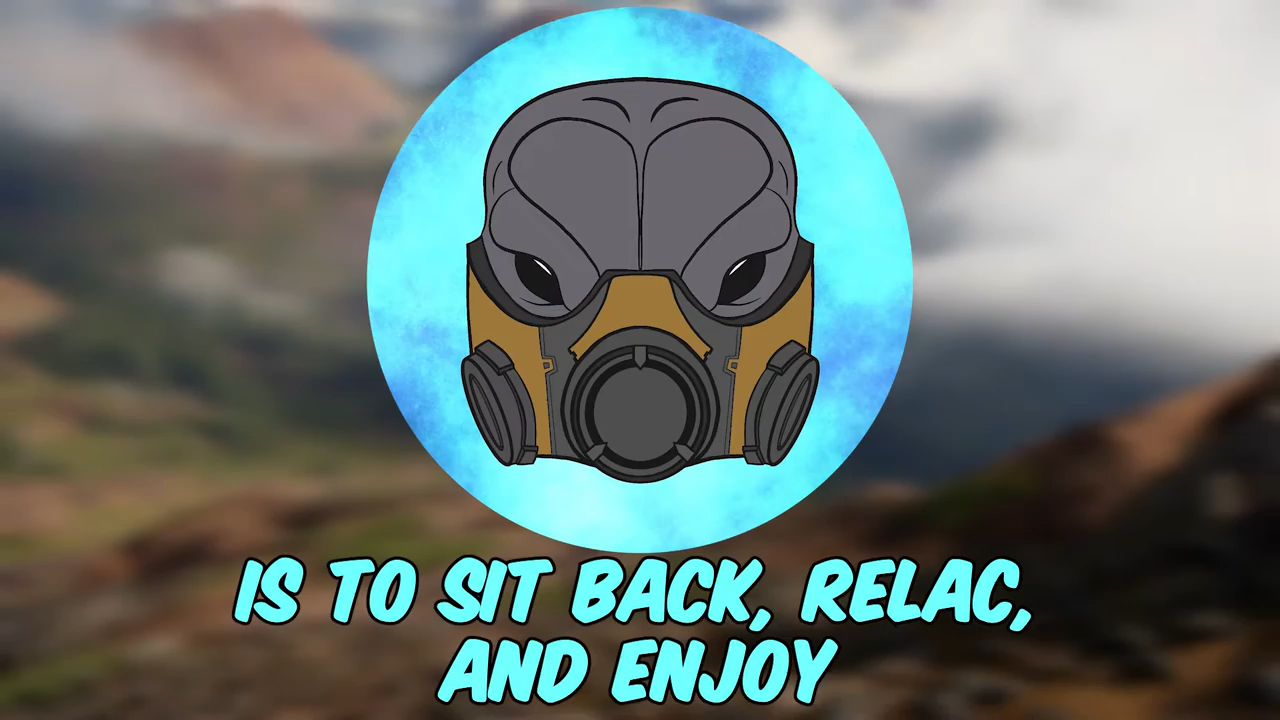 IS TO SIT BACK, RELAC,
AND ENJOY